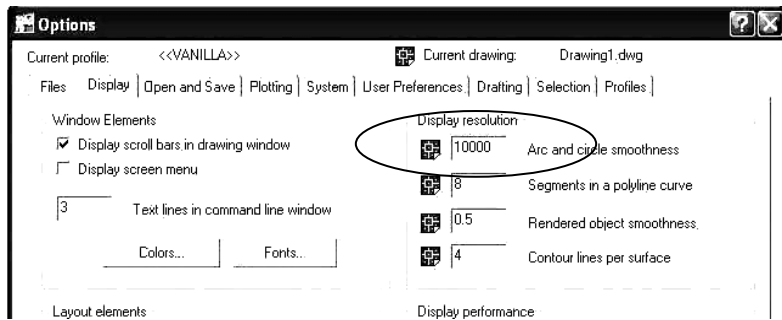 Options
Current profile: <<VANILLA>> Current drawing: Drawing1.dwg
Files Display Open and Save Plotting System User Preferences Drafting Selection Profiles
Window Elements Display resolution
Display scroll bars in drawing window 10000 Arc and circle smoothness
Display screen menu 8 Segments in a polyline curve
3 Text lines in command line window 0.5 Rendered object smoothness
Colors... Fonts... 4 Contour lines per surface
Layout elements Display performance